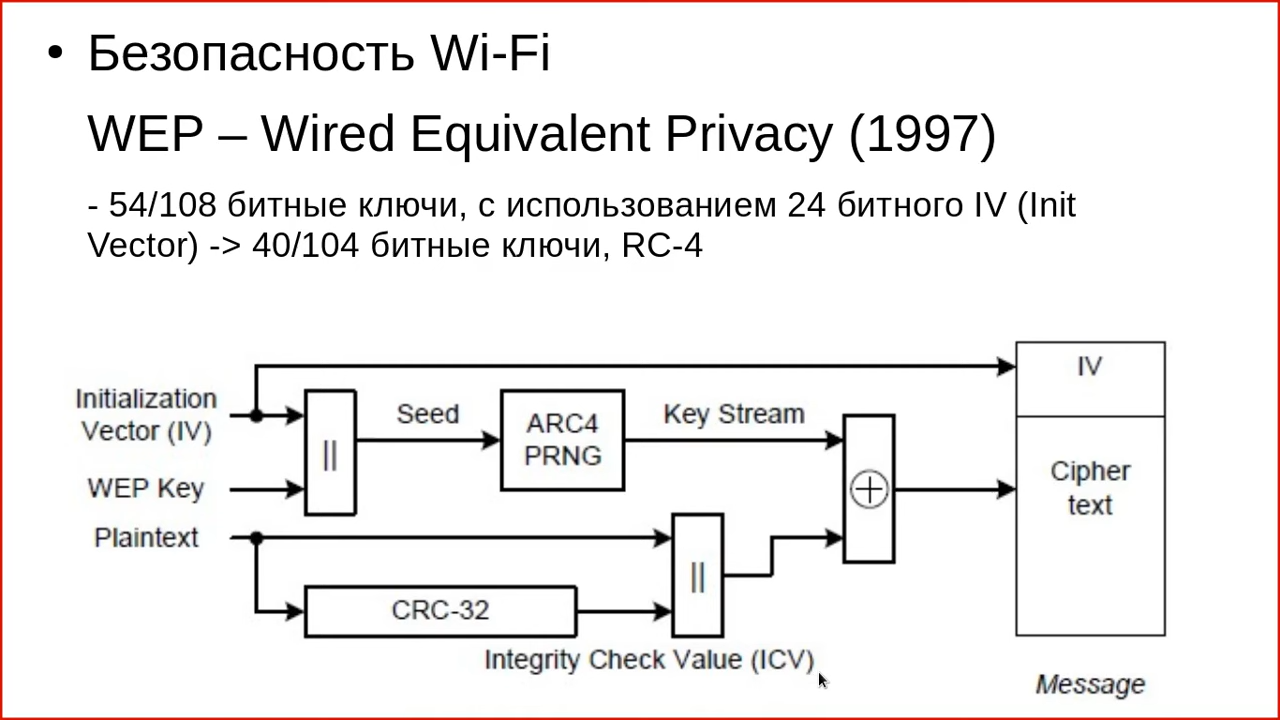 • Безопасность Wi-Fi
WEP – Wired Equivalent Privacy (1997)
- 54/108 битные ключи, с использованием 24 битного IV (Init
Vector) -> 40/104 битные ключи, RC-4
Initialization
Vector (IV)
WEP Key
Plaintext
||
Seed
ARC4
PRNG
Key Stream
CRC-32
||
Integrity Check Value (ICV)
IV
Cipher
text
Message